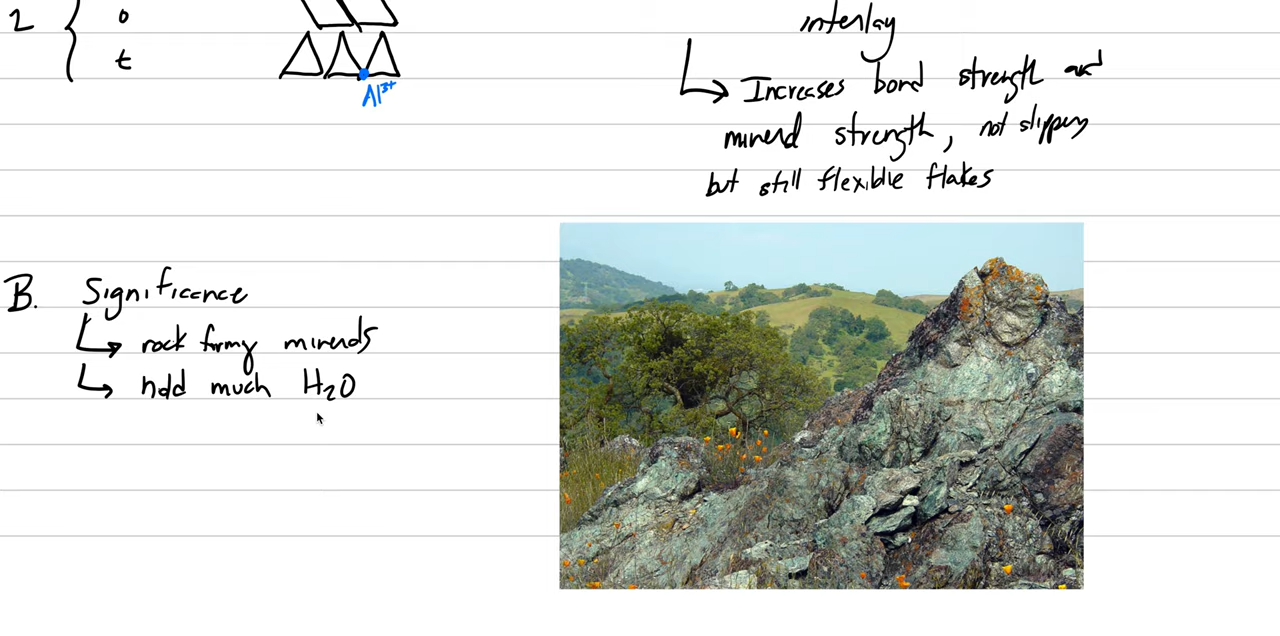 2
o
t
Al³⁺
interlay
Increases bond strength and
mineral strength, not slippery
but still flexible flakes
B. Significance
rock formy minerals
hold much H₂O